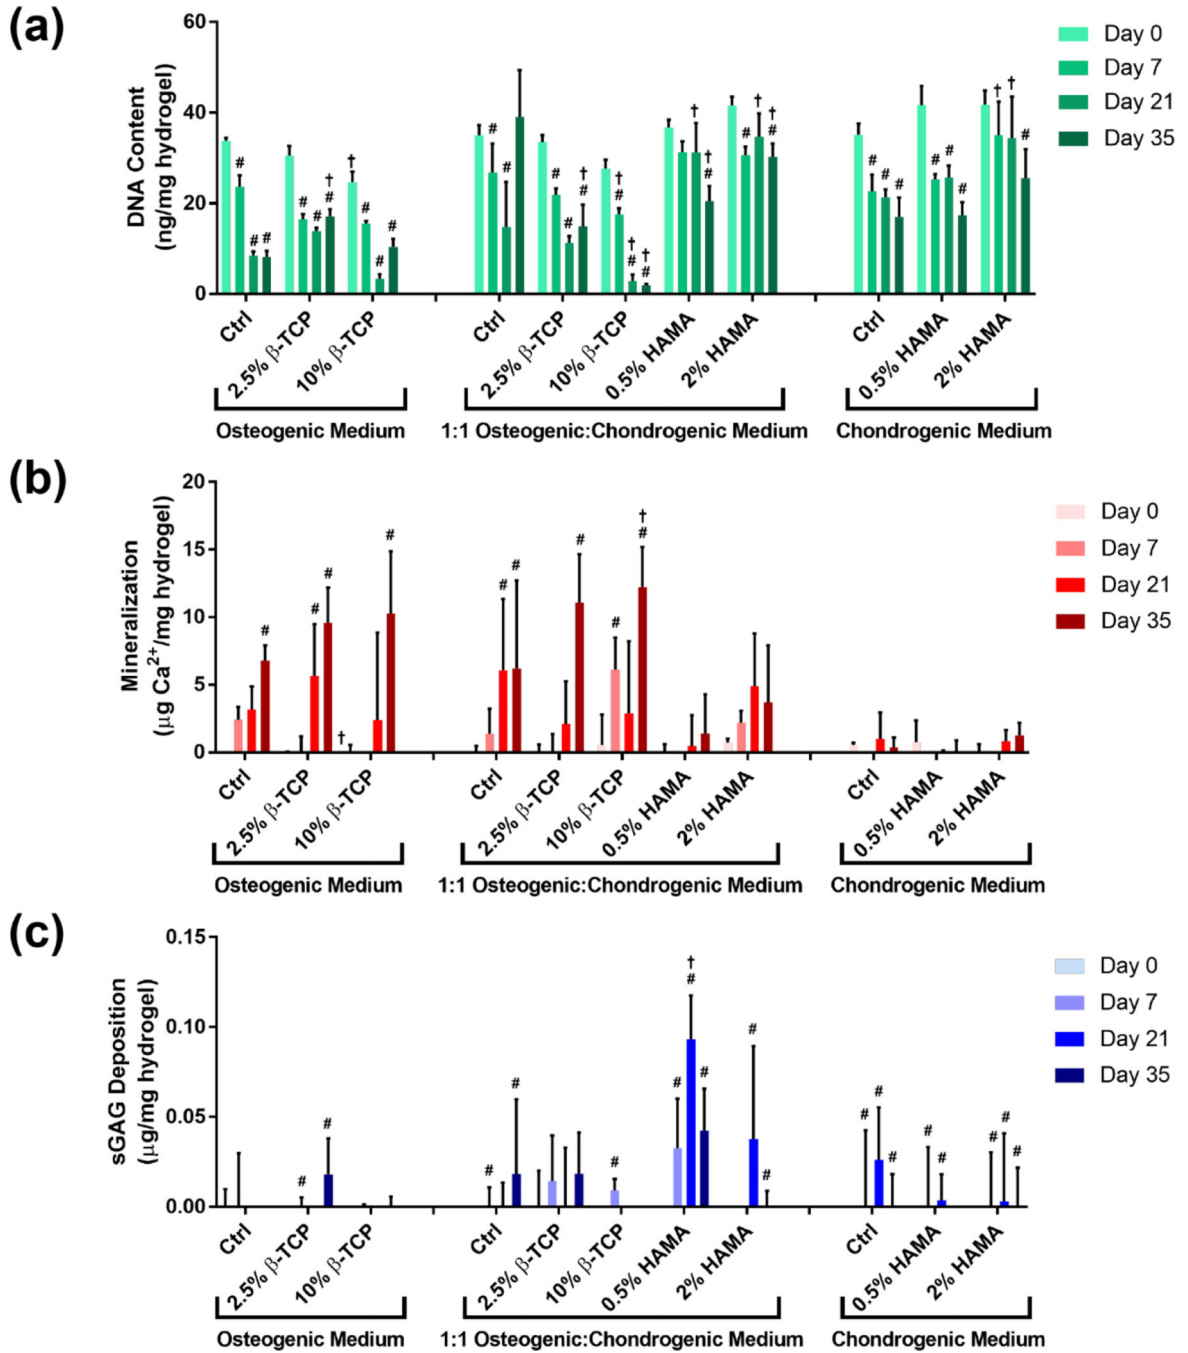 (a)
DNA Content
(ng/mg hydrogel)
60
40
20
0
# # # # # † # † # # #
# # # # † # † # † # # † # † # † † # # † † #
# # # # # # † † #
Day 0
Day 7
Day 21
Day 35
Ctrl
2.5% β-TCP
10% β-TCP
Ctrl
2.5% β-TCP
10% β-TCP
0.5% HAMA
2% HAMA
Ctrl
0.5% HAMA
2% HAMA
Osteogenic Medium
1:1 Osteogenic:Chondrogenic Medium
Chondrogenic Medium
(b)
Mineralization
(μg Ca²⁺/mg hydrogel)
20
15
10
5
0
# # # † #
# # # # † #
Day 0
Day 7
Day 21
Day 35
Ctrl
2.5% β-TCP
10% β-TCP
Ctrl
2.5% β-TCP
10% β-TCP
0.5% HAMA
2% HAMA
Ctrl
0.5% HAMA
2% HAMA
Osteogenic Medium
1:1 Osteogenic:Chondrogenic Medium
Chondrogenic Medium
(c)
sGAG Deposition
(μg/mg hydrogel)
0.15
0.10
0.05
0.00
# #
# # # # † # # # #
# # # # # # # #
Day 0
Day 7
Day 21
Day 35
Ctrl
2.5% β-TCP
10% β-TCP
Ctrl
2.5% β-TCP
10% β-TCP
0.5% HAMA
2% HAMA
Ctrl
0.5% HAMA
2% HAMA
Osteogenic Medium
1:1 Osteogenic:Chondrogenic Medium
Chondrogenic Medium